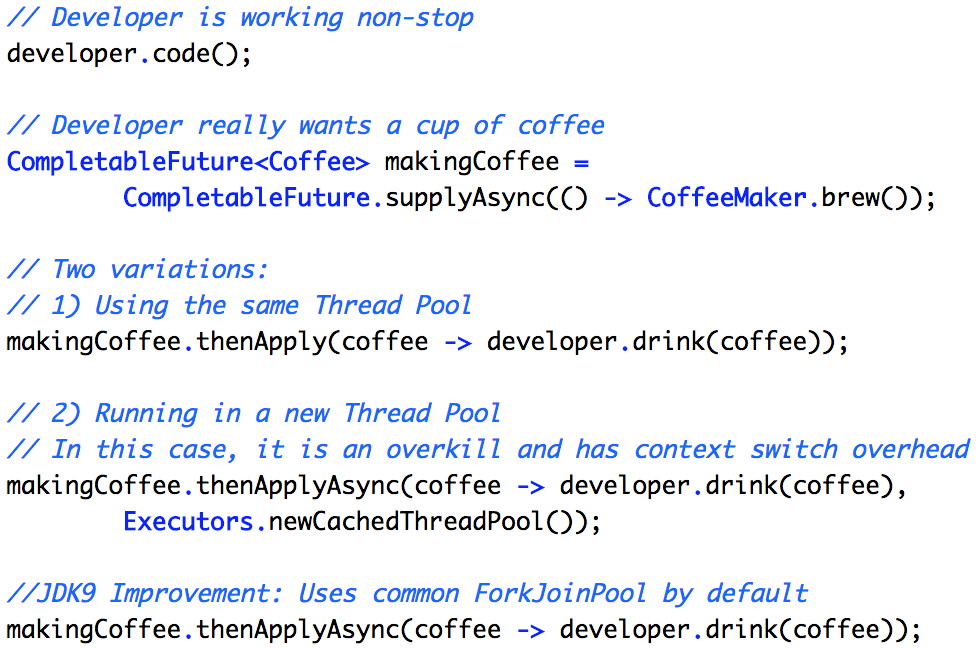 // Developer is working non-stop
developer.code();
// Developer really wants a cup of coffee
CompletableFuture<Coffee> makingCoffee =
CompletableFuture.supplyAsync(() -> CoffeeMaker.brew());
// Two variations:
// 1) Using the same Thread Pool
makingCoffee.thenApply(coffee -> developer.drink(coffee));
// 2) Running in a new Thread Pool
// In this case, it is an overkill and has context switch overhead
makingCoffee.thenApplyAsync(coffee -> developer.drink(coffee),
Executors.newCachedThreadPool());
//JDK9 Improvement: Uses common ForkJoinPool by default
makingCoffee.thenApplyAsync(coffee -> developer.drink(coffee));